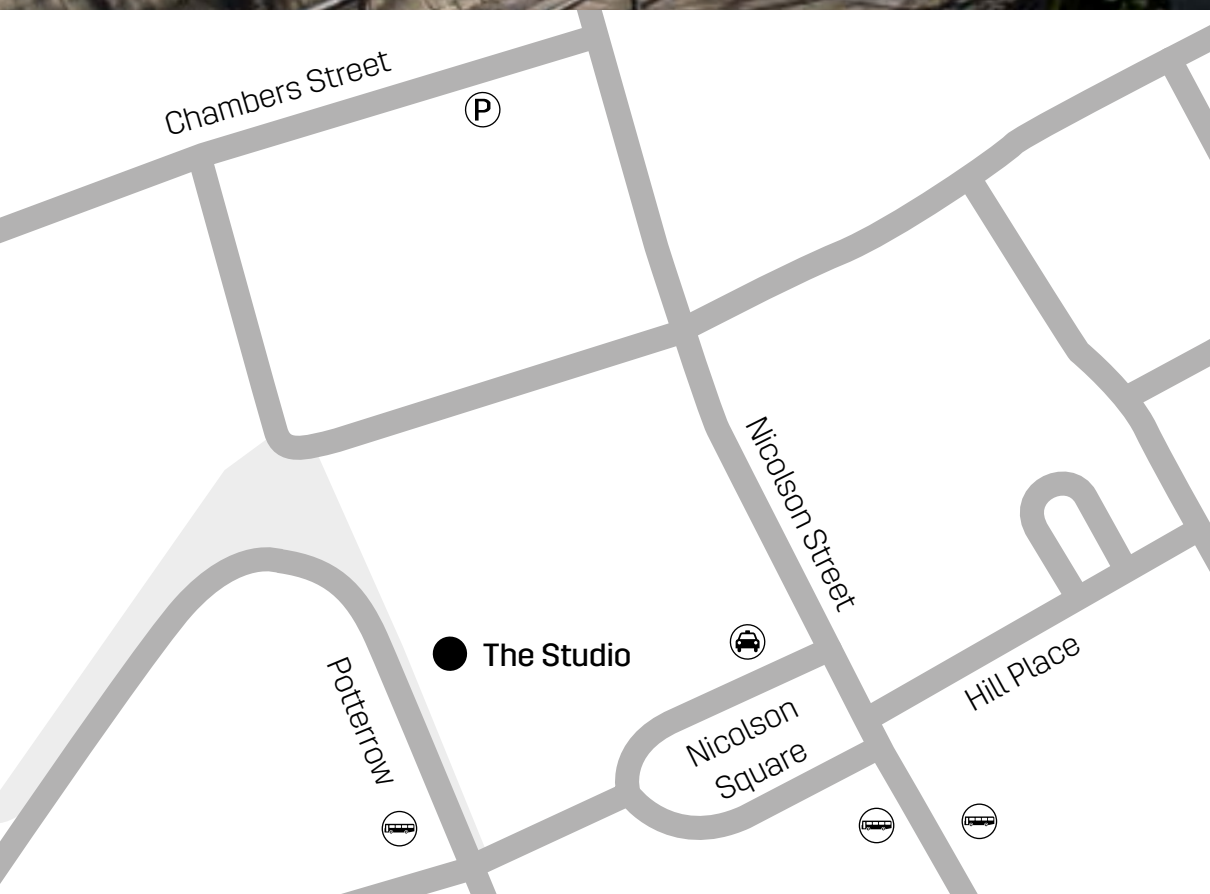 Chambers Street
P
Nicolson Street
The Studio
Hill Place
Potterrow
Nicolson
Square